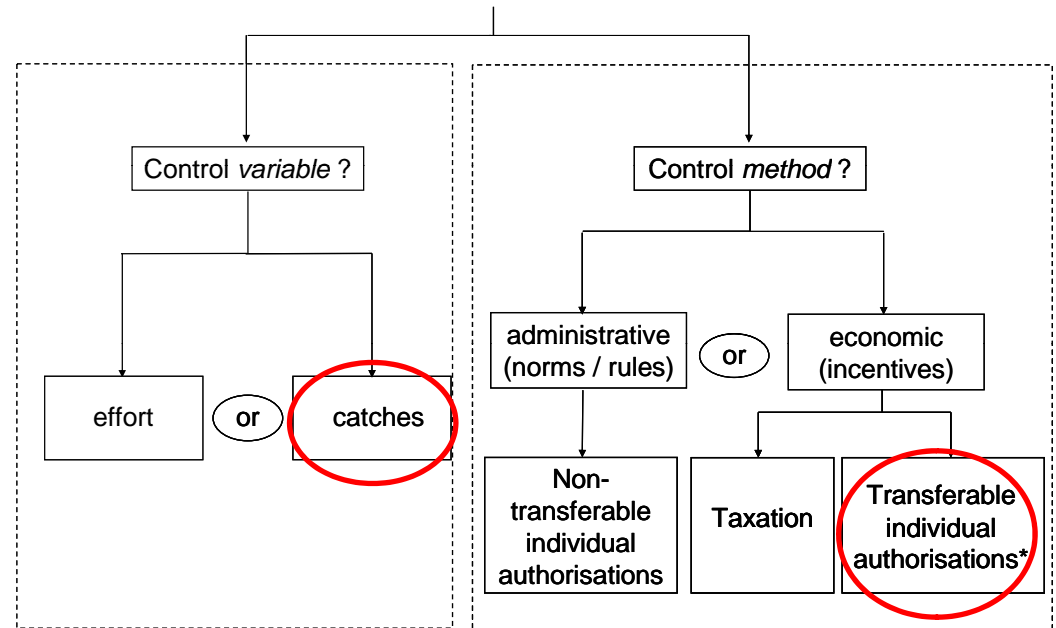 Control variable ?
Control method ?
administrative
(norms / rules)
or
economic
(incentives)
effort
or
catches
Non-
transferable
individual
authorisations
Taxation
Transferable
individual
authorisations*